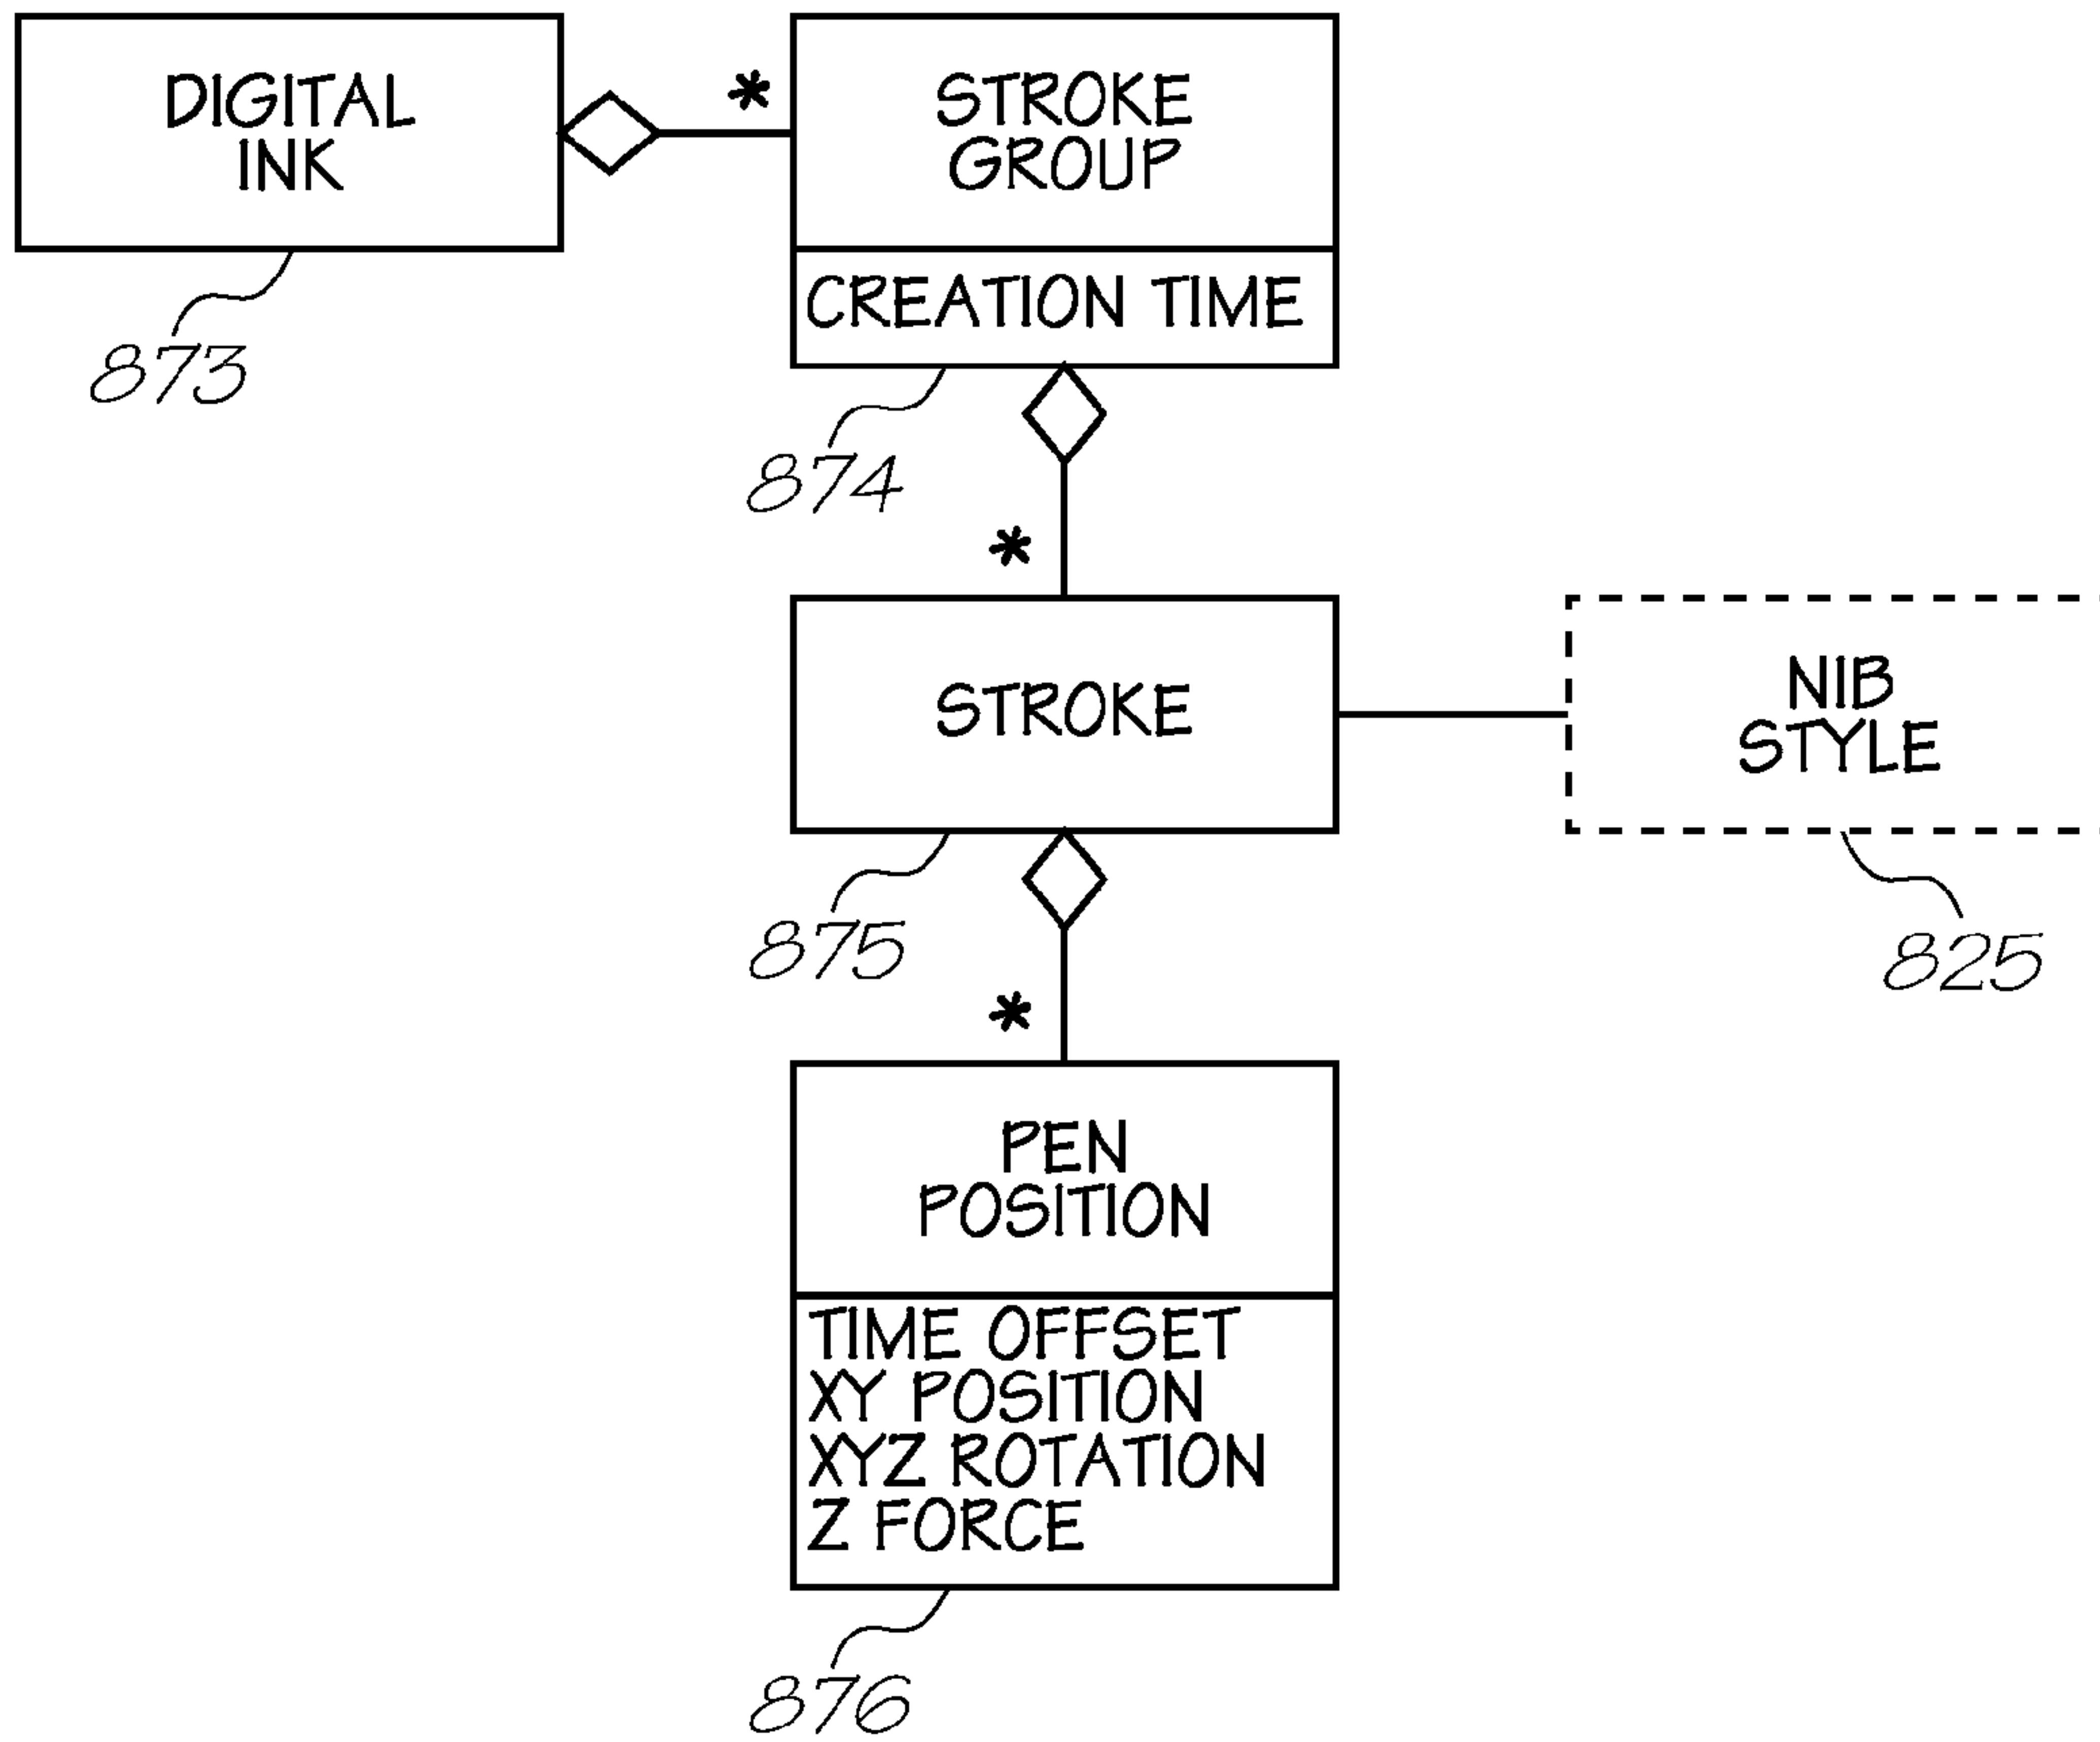 DIGITAL
INK
*
STROKE
GROUP
CREATION TIME
873
874
*
STROKE
NIB
STYLE
875
825
*
PEN
POSITION
TIME OFFSET
XY POSITION
XYZ ROTATION
Z FORCE
876